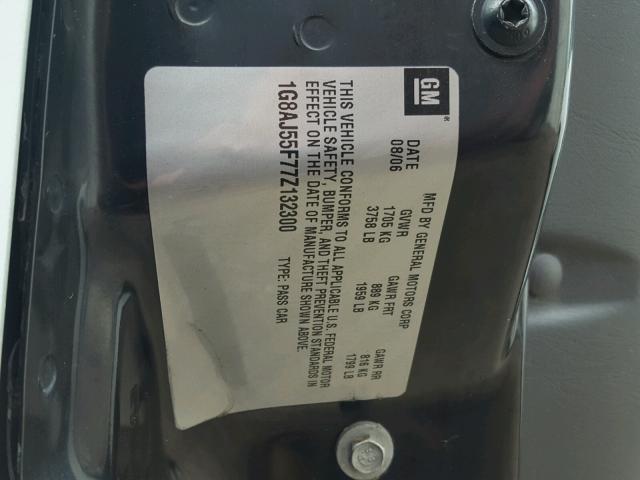 GM
®
MFD BY GENERAL MOTORS CORP
DATE GVWR GAWR FRT GAWR RR
08/06 1705 KG 889 KG 816 KG
3758 LB 1959 LB 1799 LB
THIS VEHICLE CONFORMS TO ALL APPLICABLE U.S. FEDERAL MOTOR
VEHICLE SAFETY, BUMPER, AND THEFT PREVENTION STANDARDS IN
EFFECT ON THE DATE OF MANUFACTURE SHOWN ABOVE.
1G8AJ55F77Z132300 TYPE: PASS CAR